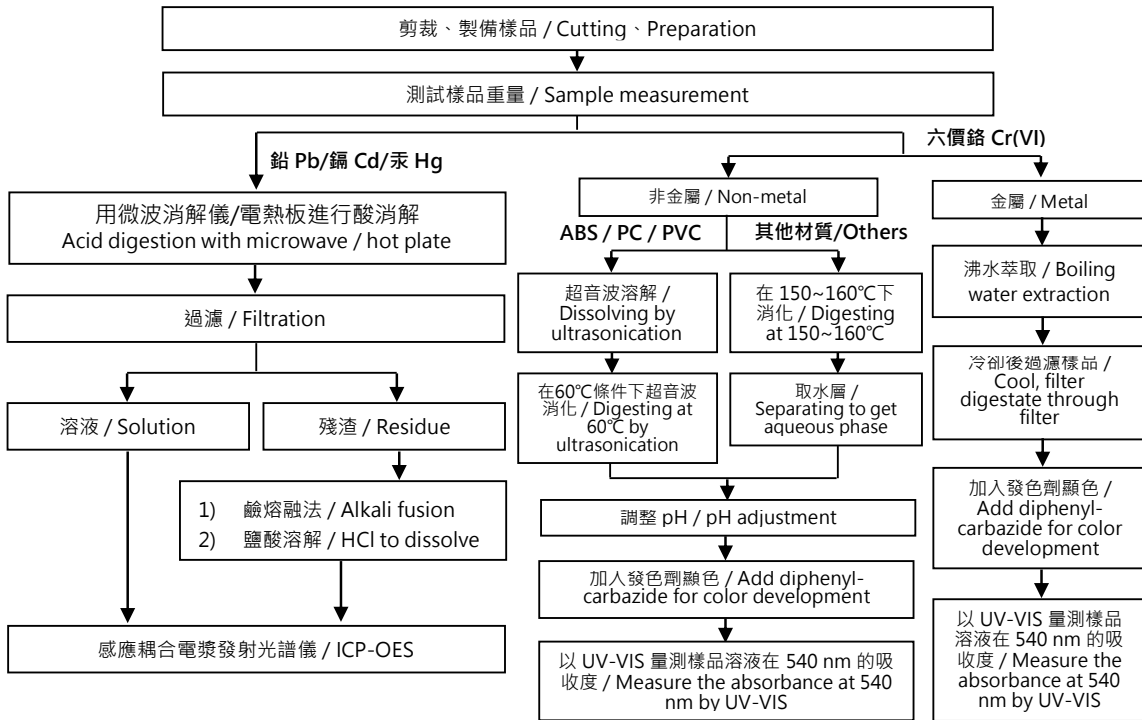 剪裁、製備樣品 / Cutting、Preparation
測試樣品重量 / Sample measurement
鉛 Pb/鎘 Cd/汞 Hg
用微波消解儀/電熱板進行酸消解
Acid digestion with microwave / hot plate
過濾 / Filtration
溶液 / Solution
殘渣 / Residue
1) 鹼熔融法 / Alkali fusion
2) 鹽酸溶解 / HCl to dissolve
感應耦合電漿發射光譜儀 / ICP-OES
六價鉻 Cr(VI)
非金屬 / Non-metal
ABS / PC / PVC
超音波溶解 /
Dissolving by
ultrasonication
在60℃條件下超音波
消化 / Digesting at
60℃ by
ultrasonication
其他材質/Others
在 150~160℃下
消化 / Digesting
at 150~160℃
取水層 /
Separating to get
aqueous phase
調整 pH / pH adjustment
加入發色劑顯色 / Add diphenyl-
carbazide for color development
以 UV-VIS 量測樣品溶液在 540 nm 的吸
收度 / Measure the absorbance at 540
nm by UV-VIS
金屬 / Metal
沸水萃取 / Boiling
water extraction
冷卻後過濾樣品 /
Cool, filter
digestate through
filter
加入發色劑顯色 /
Add diphenyl-
carbazide for color
development
以 UV-VIS 量測樣品
溶液在 540 nm 的吸
收度 / Measure the
absorbance at 540
nm by UV-VIS